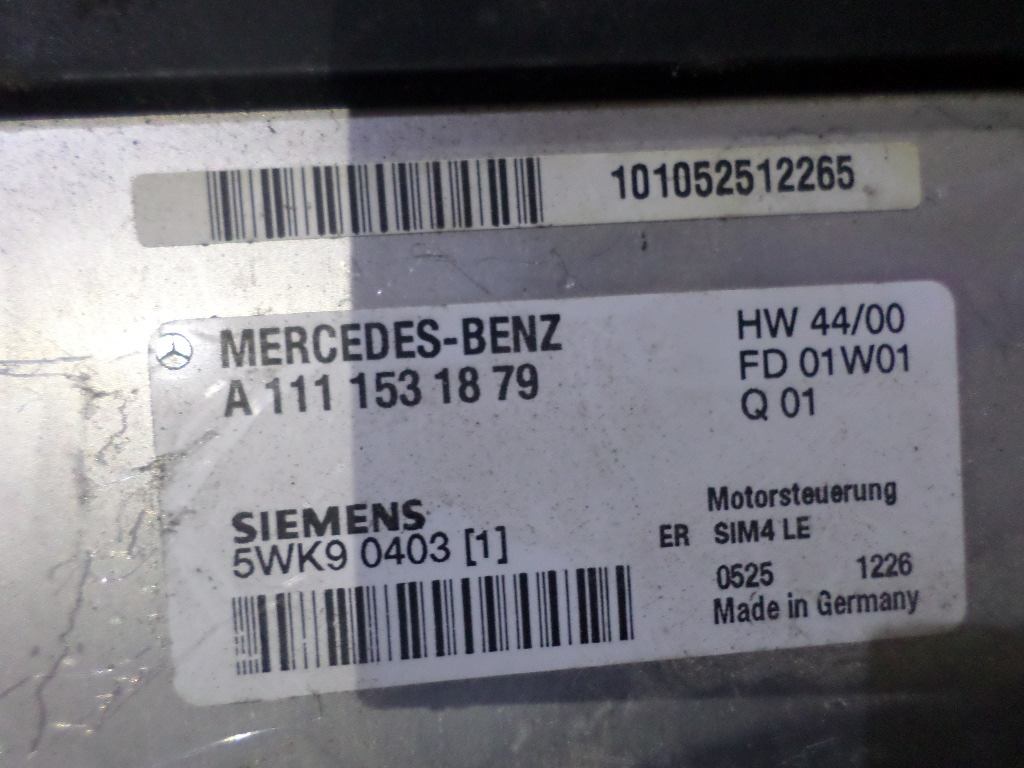 101052512265
MERCEDES-BENZ
A 111 153 18 79
HW 44/00
FD 01W01
Q 01
SIEMENS
5WK9 0403 [1]
Motorsteuerung
ER SIM4 LE
0525 1226
Made in Germany